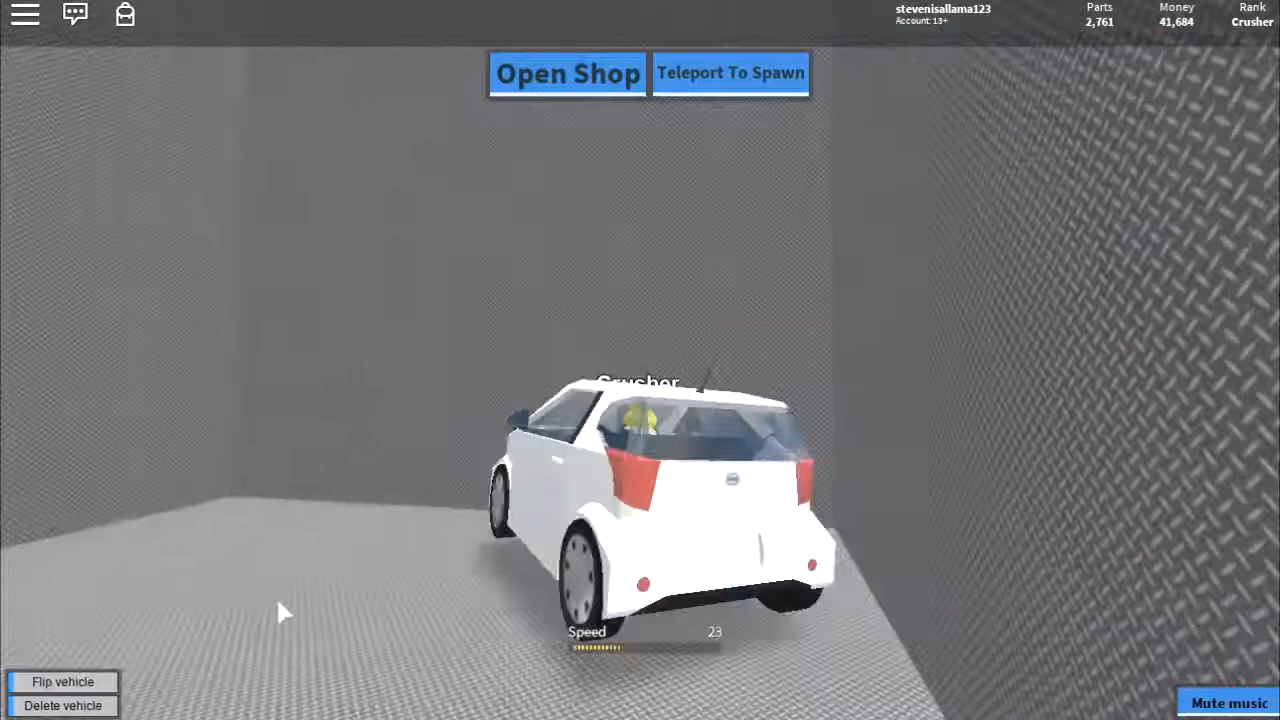 stevenisallama123
Account: 13+
Parts
2,761
Money
41,684
Rank
Crusher
Open Shop
Teleport To Spawn
Crusher
Speed
23
Flip vehicle
Delete vehicle
Mute music